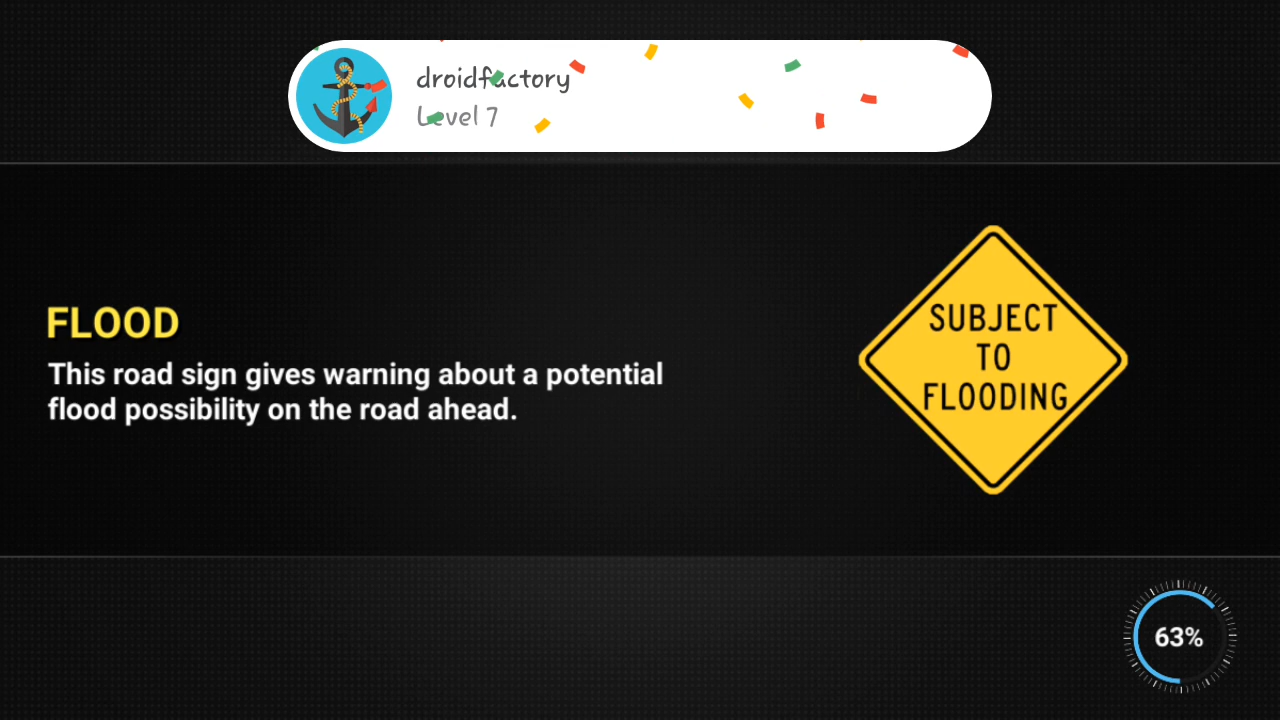 droidfactory
Level 7
FLOOD
This road sign gives warning about a potential
flood possibility on the road ahead.
SUBJECT
TO
FLOODING
63%